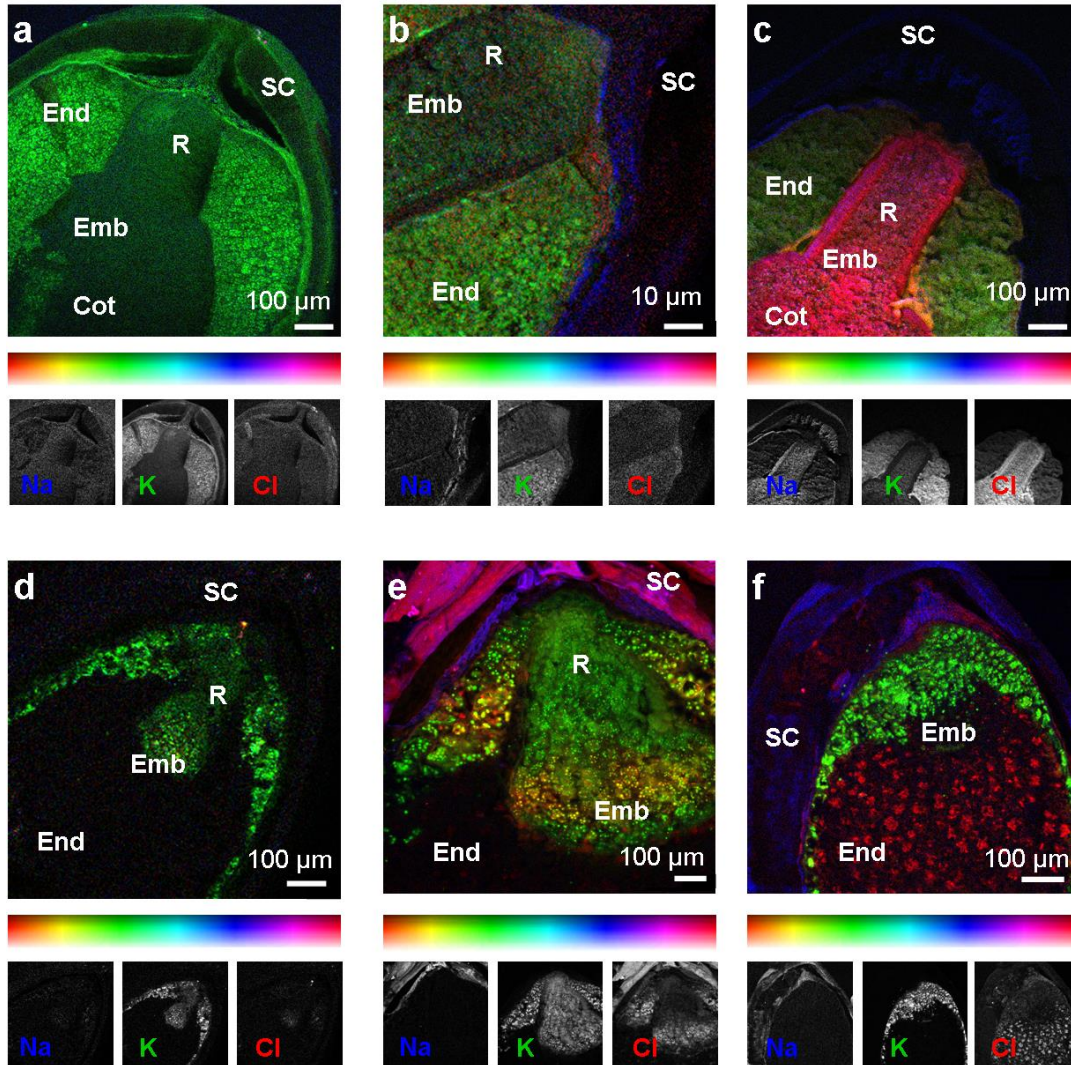 a
SC
End
R
Emb
Cot
100 µm
b
R
SC
Emb
End
10 µm
c
SC
End
R
Emb
Cot
100 µm
Na K Cl
Na K Cl
Na K Cl
d
SC
R
Emb
End
100 µm
e
SC
R
Emb
End
100 µm
f
SC
Emb
End
100 µm
Na K Cl
Na K Cl
Na K Cl